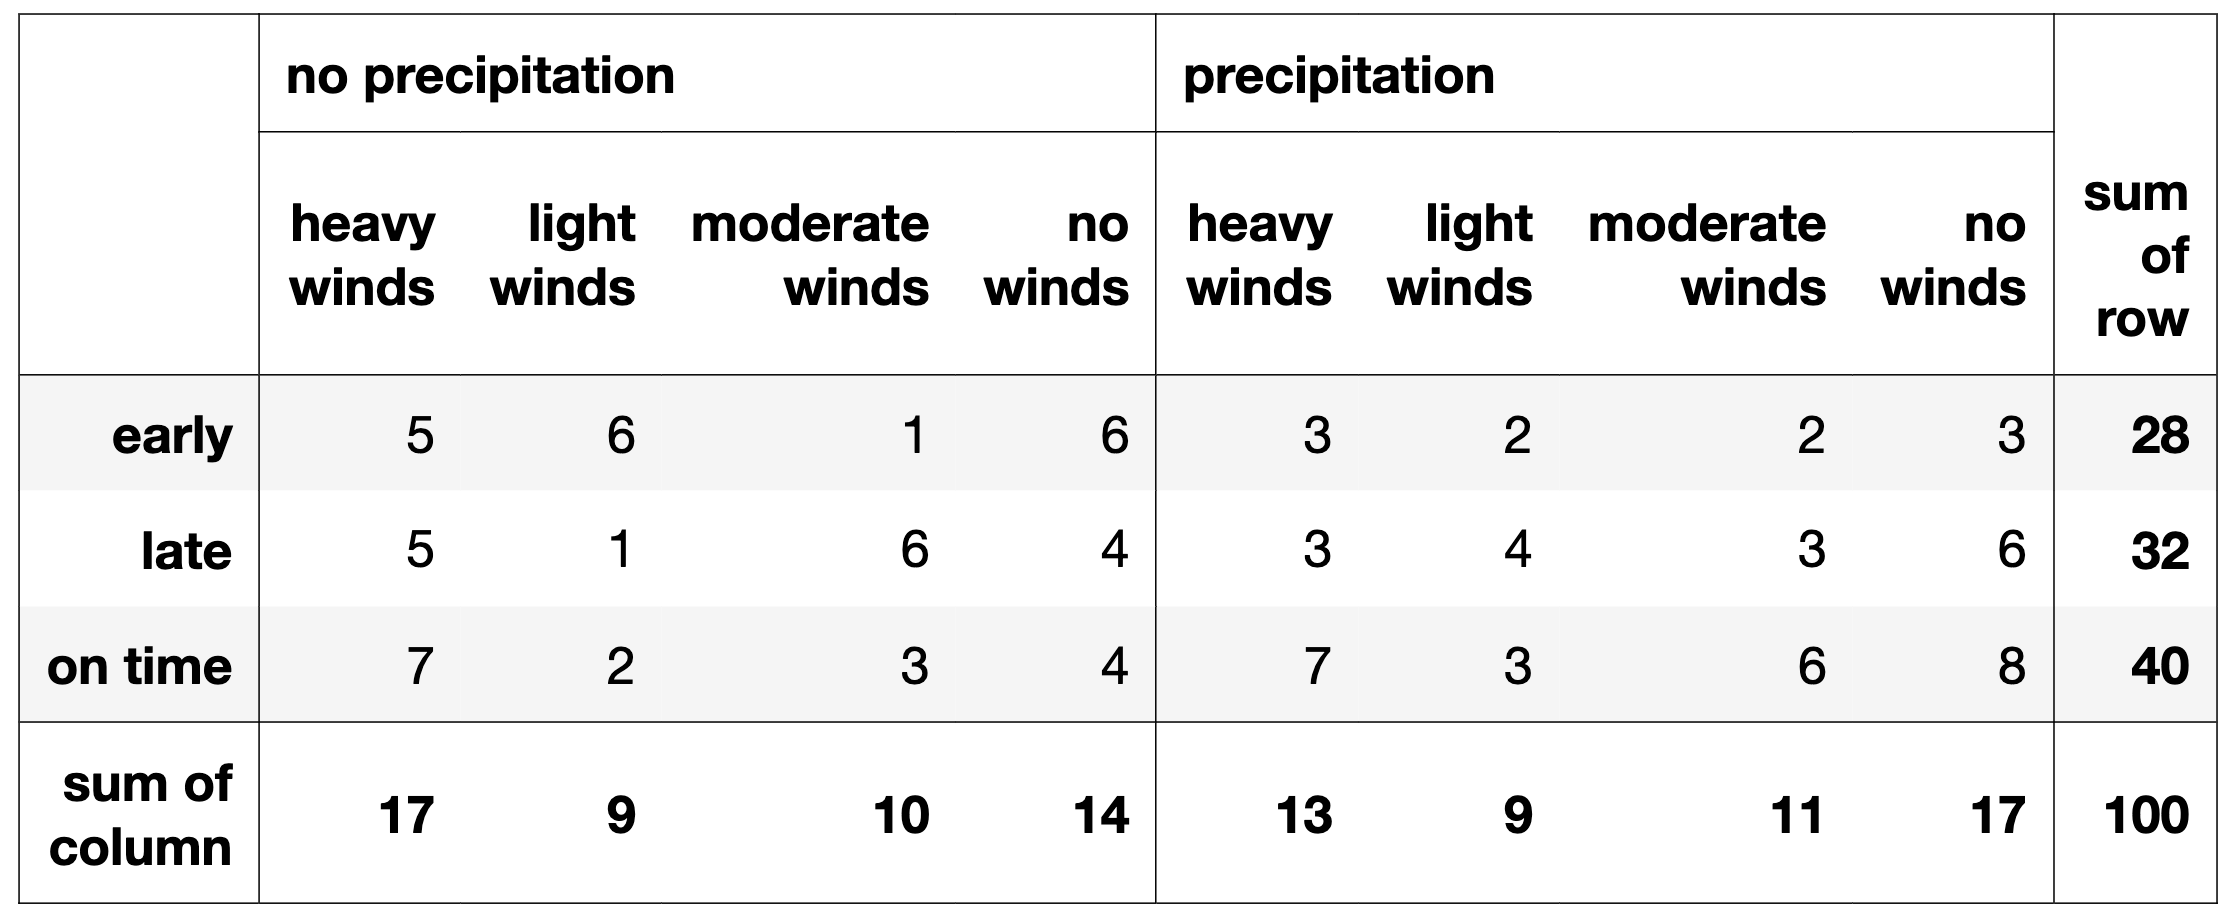 no precipitation precipitation
heavy winds light winds moderate winds no winds heavy winds light winds moderate winds no winds sum of row
early 5 6 1 6 3 2 2 3 28
late 5 1 6 4 3 4 3 6 32
on time 7 2 3 4 7 3 6 8 40
sum of column 17 9 10 14 13 9 11 17 100